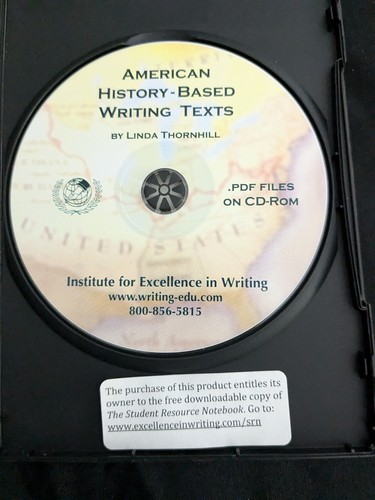 AMERICAN
HISTORY-BASED
WRITING TEXTS
BY LINDA THORNHILL
.PDF FILES
ON CD-ROM
UNITED STATES
Institute for Excellence in Writing
www.writing-edu.com
800-856-5815
North America
The purchase of this product entitles its
owner to the free downloadable copy of
The Student Resource Notebook. Go to:
www.excellenceinwriting.com/srn